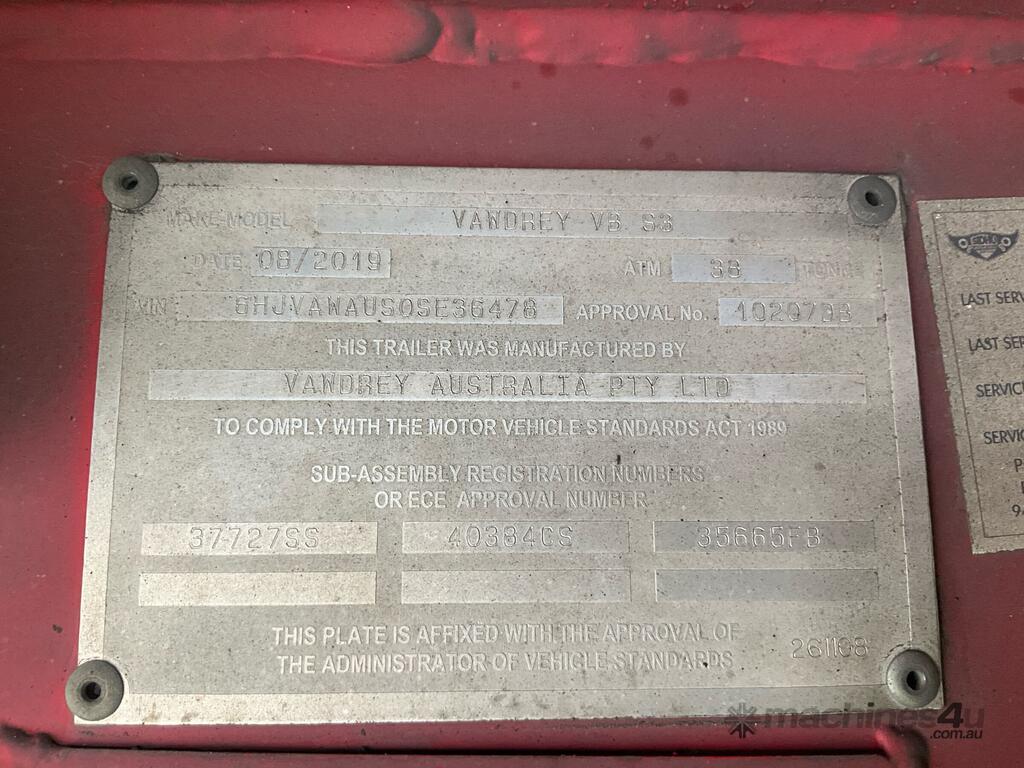 MAKE-MODEL VAWDREY VB S3
DATE 08/2019 ATM 38 TONNE
VIN 6HJVAWAUS0SE36478 APPROVAL No.
THIS TRAILER WAS MANUFACTURED BY
VAWDREY AUSTRALIA PTY LTD
TO COMPLY WITH THE MOTOR VEHICLE STANDARDS ACT 1989
SUB-ASSEMBLY REGISTRATION NUMBERS
OR ECE APPROVAL NUMBER
37727SS 40384CS 35665FB
THIS PLATE IS AFFIXED WITH THE APPROVAL OF
THE ADMINISTRATOR OF VEHICLE STANDARDS
261108
LAST SERV
LAST SER
SERVIC
SERVIC
P
9
machines4u
.com.au